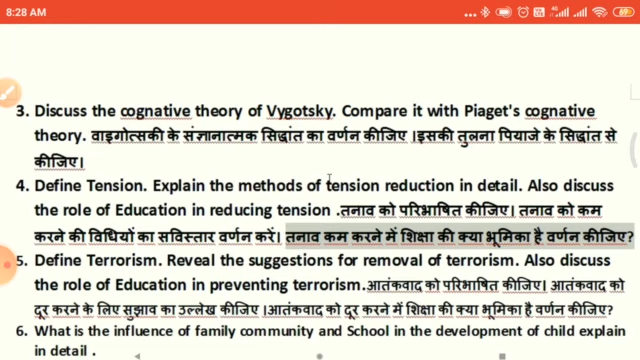 8:28 AM
4G
69
3. Discuss the cognative theory of Vygotsky. Compare it with Piaget's cognative
theory. वाइगोत्सकी के संज्ञानात्मक सिद्धांत का वर्णन कीजिए ।इसकी तुलना पियाजे के सिद्धांत से
कीजिए।
4. Define Tension. Explain the methods of tension reduction in detail. Also discuss
the role of Education in reducing tension .तनाव को परिभाषित कीजिए। तनाव को कम
करने की विधियों का सविस्तार वर्णन करें। तनाव कम करने में शिक्षा की क्या भूमिका है वर्णन कीजिए?
5. Define Terrorism. Reveal the suggestions for removal of terrorism. Also discuss
the role of Education in preventing terrorism.आतंकवाद को परिभाषित कीजिए। आतंकवाद को
दूर करने के लिए सुझाव का उल्लेख कीजिए ।आतंकवाद को दूर करने में शिक्षा की क्या भूमिका है वर्णन कीजिए?
6. What is the influence of family community and School in the development of child explain
in detail .